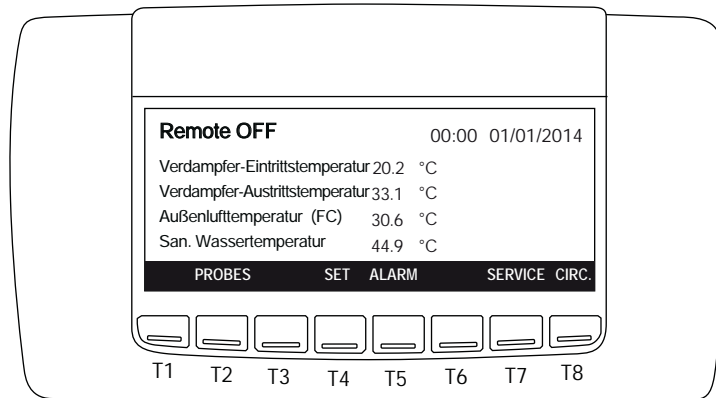 Remote OFF 00:00 01/01/2014
Verdampfer-Eintrittstemperatur 20.2 °C
Verdampfer-Austrittstemperatur 33.1 °C
Außenlufttemperatur (FC) 30.6 °C
San. Wassertemperatur 44.9 °C
PROBES SET ALARM SERVICE CIRC.
T1 T2 T3 T4 T5 T6 T7 T8